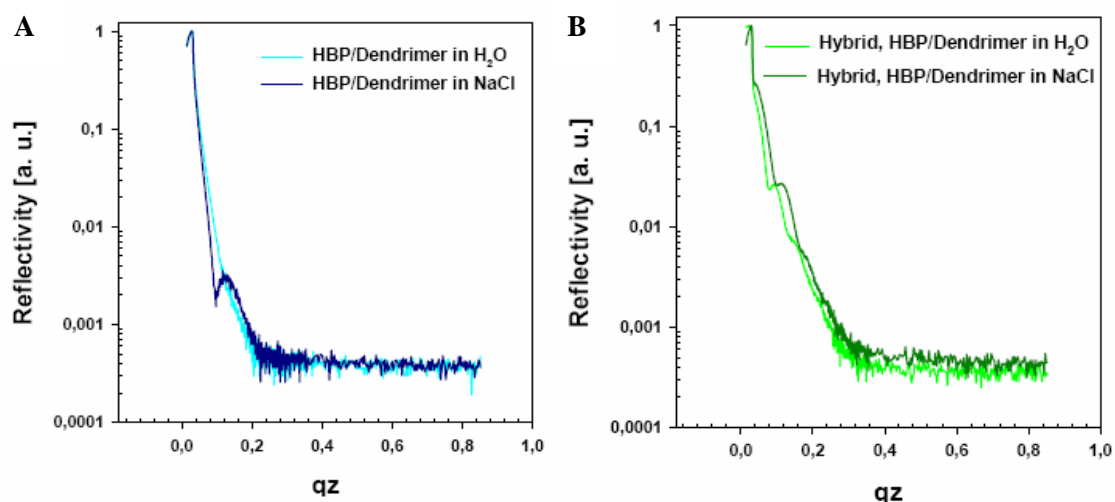 A
HBP/Dendrimer in H₂O
HBP/Dendrimer in NaCl
Reflectivity [a. u.]
1
0,1
0,01
0,001
0,0001
0,0 0,2 0,4 0,6 0,8 1,0
qz
B
Hybrid, HBP/Dendrimer in H₂O
Hybrid, HBP/Dendrimer in NaCl
Reflectivity [a. u.]
1
0,1
0,01
0,001
0,0001
0,0 0,2 0,4 0,6 0,8 1,0
qz